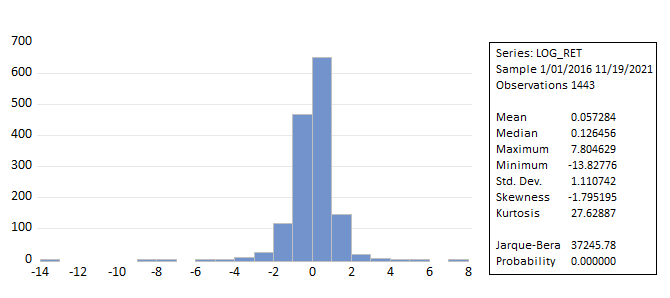 700
600
500
400
300
200
100
0
-14 -12 -10 -8 -6 -4 -2 0 2 4 6 8
Series: LOG_RET
Sample 1/01/2016 11/19/2021
Observations 1443
Mean 0.057284
Median 0.126456
Maximum 7.804629
Minimum -13.82776
Std. Dev. 1.110742
Skewness -1.795195
Kurtosis 27.62887
Jarque-Bera 37245.78
Probability 0.000000